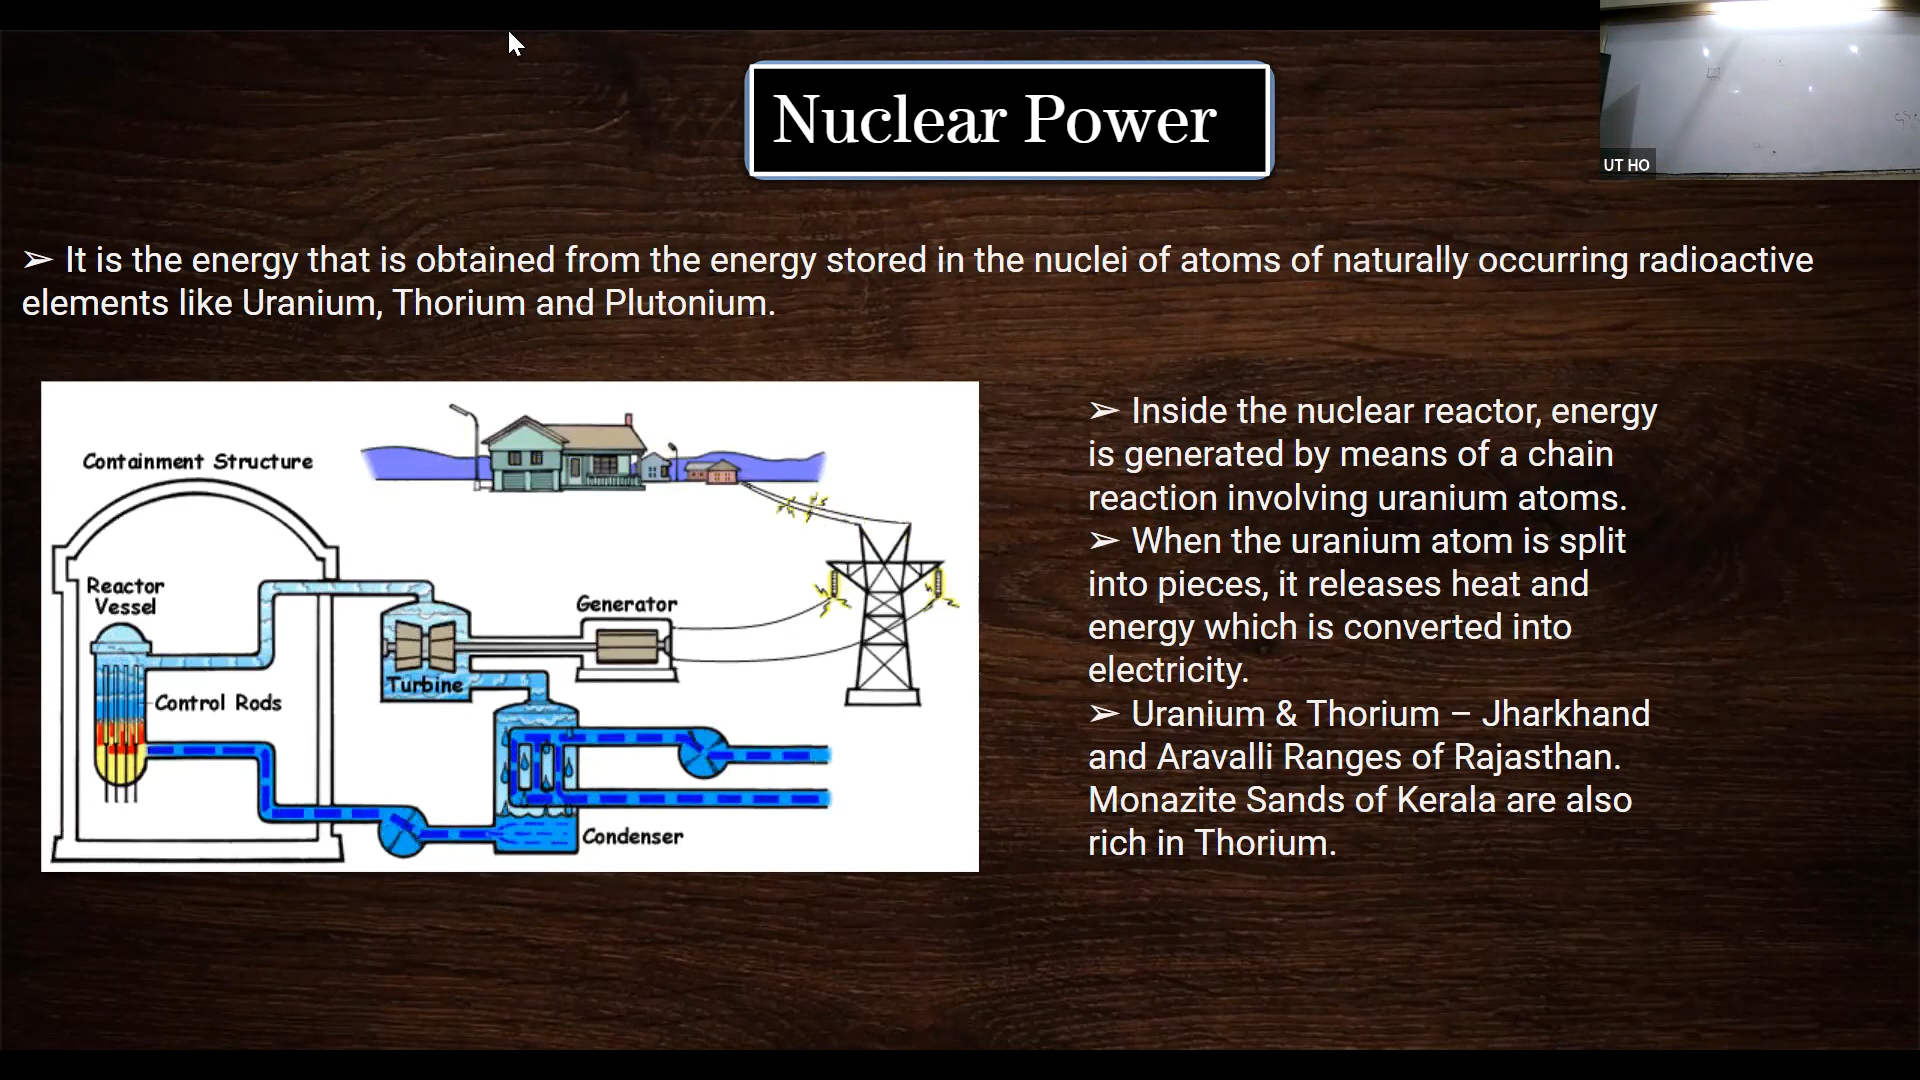 Nuclear Power
UT HO
➢ It is the energy that is obtained from the energy stored in the nuclei of atoms of naturally occurring radioactive
elements like Uranium, Thorium and Plutonium.
Containment Structure
Reactor
Vessel
Control Rods
Turbine
Generator
Condenser
➢ Inside the nuclear reactor, energy
is generated by means of a chain
reaction involving uranium atoms.
➢ When the uranium atom is split
into pieces, it releases heat and
energy which is converted into
electricity.
➢ Uranium & Thorium – Jharkhand
and Aravalli Ranges of Rajasthan.
Monazite Sands of Kerala are also
rich in Thorium.